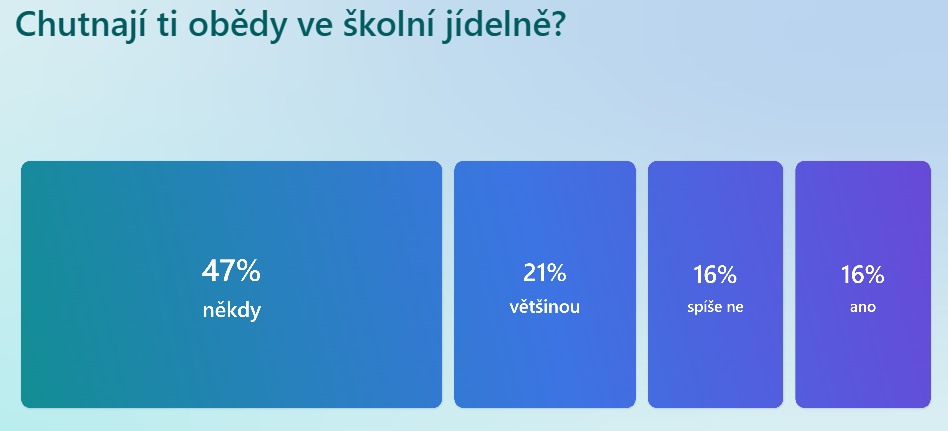 Chutnají ti obědy ve školní jídelně?
47%
někdy
21%
většinou
16%
spíše ne
16%
ano